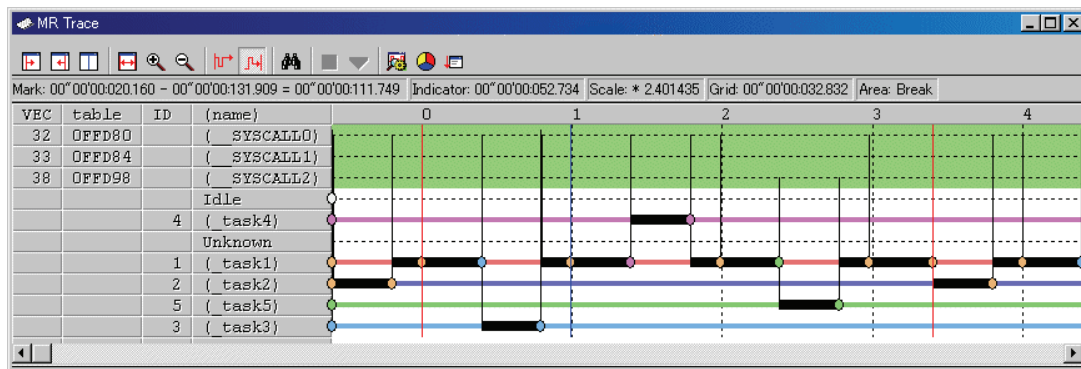 MR Trace
Mark: 00"00'00:020.160 - 00"00'00:131.909 = 00"00'00:111.749 Indicator: 00"00'00:052.734 Scale: * 2.401435 Grid: 00"00'00:032.832 Area: Break
VEC table ID (name) 0 1 2 3 4
32 0FFD80 (__SYSCALL0)
33 0FFD84 (__SYSCALL1)
38 0FFD98 (__SYSCALL2)
Idle
4 (_task4)
Unknown
1 (_task1)
2 (_task2)
5 (_task5)
3 (_task3)